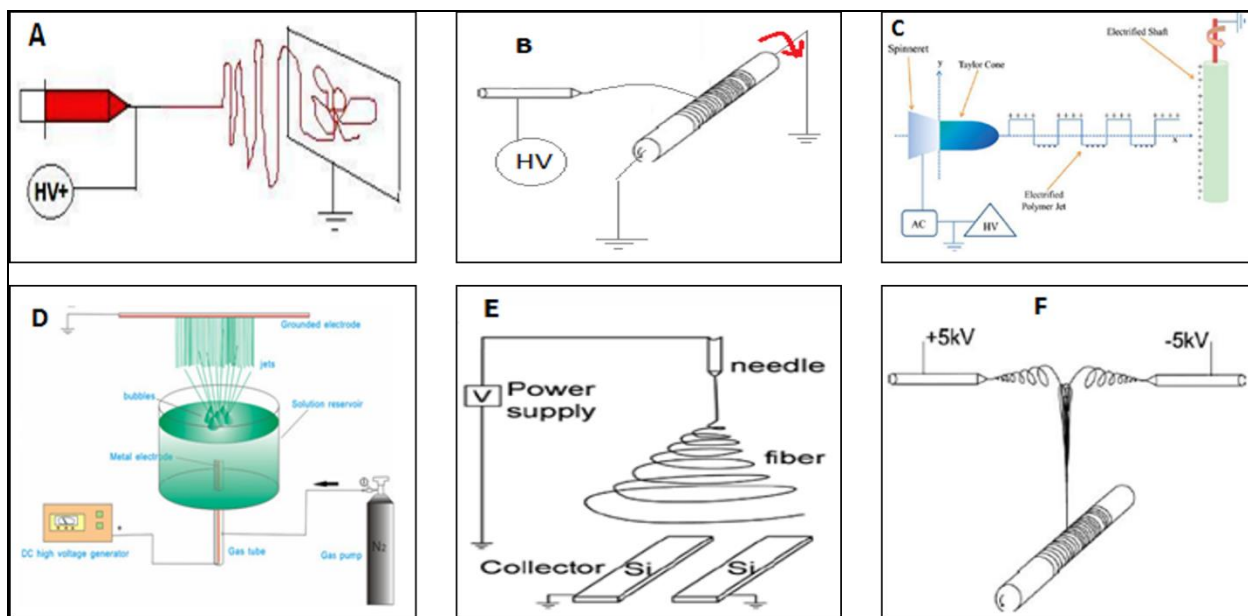 A
HV+
B
HV
C
Spinneret
Taylor Cone
Electrified Shaft
y
x
Electrified
Polymer Jet
AC
HV
D
Grounded electrode
jets
bubbles
Solution reservoir
Metal electrode
DC high voltage generator
Gas tube
Gas pump
N2
E
needle
V
Power
supply
fiber
Collector
Si
Si
F
+5kV
-5kV